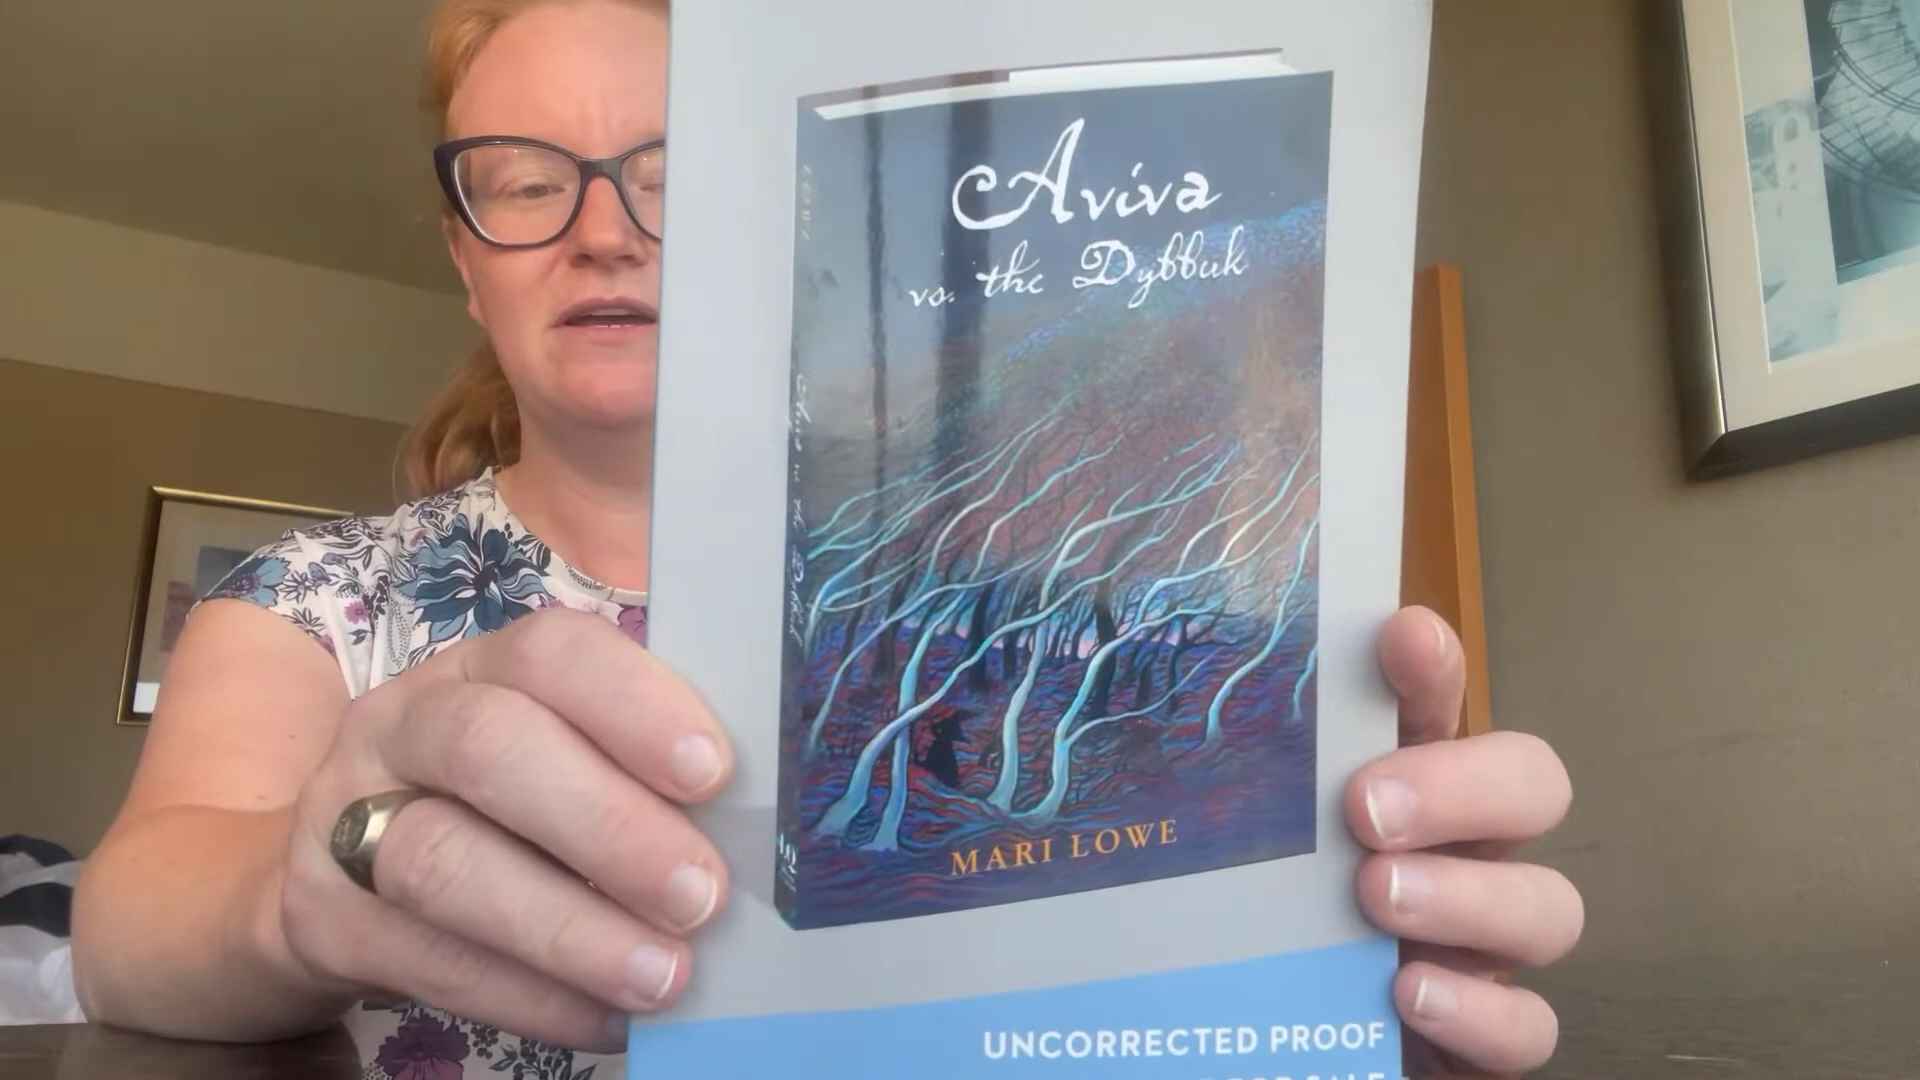 Aviva
vs. the Dybbuk
MARI LOWE
UNCORRECTED PROOF